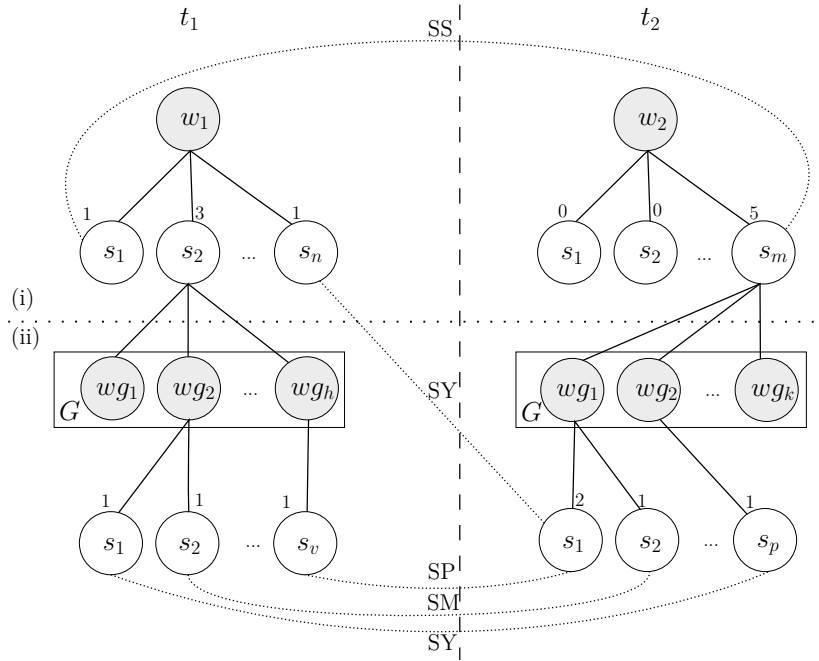 t₁ t₂
SS
w₁ w₂
1 3 1 0 0 5
s₁ s₂ ... sₙ s₁ s₂ ... sₘ
(i)
(ii)
wg₁ wg₂ ... wgₕ wg₁ wg₂ ... wgₖ
SY
G G
1 1 1 2 1 1
s₁ s₂ ... sᵥ s₁ s₂ ... sₚ
SP
SM
SY